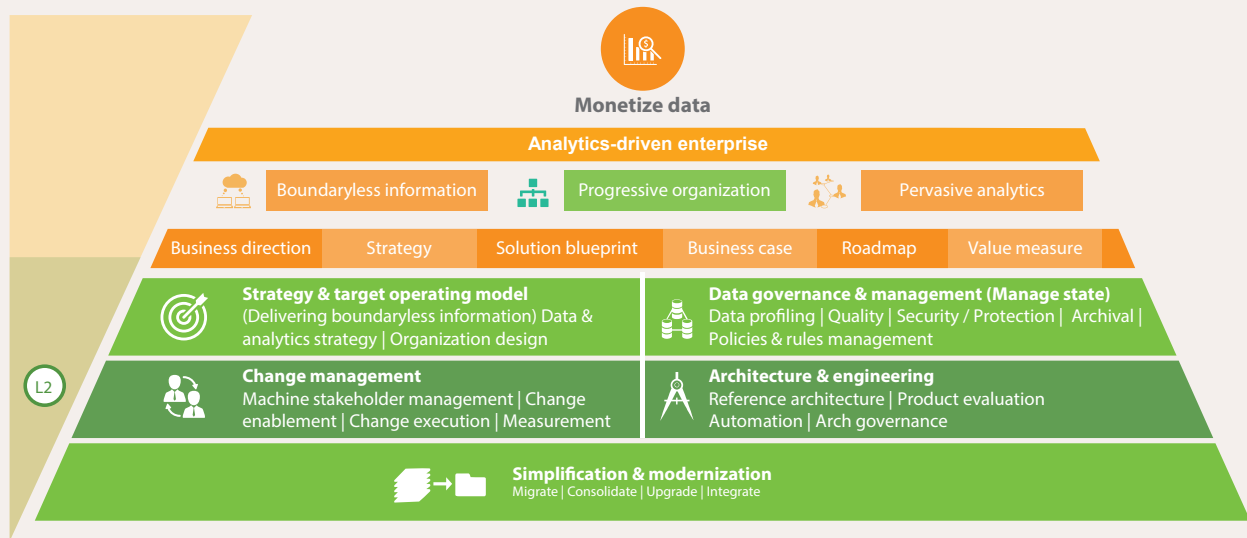 Monetize data
Analytics-driven enterprise
Boundaryless information
Progressive organization
Pervasive analytics
Business direction
Strategy
Solution blueprint
Business case
Roadmap
Value measure
Strategy & target operating model
(Delivering boundaryless information) Data &
analytics strategy | Organization design
Data governance & management (Manage state)
Data profiling | Quality | Security / Protection | Archival |
Policies & rules management
L2
Change management
Machine stakeholder management | Change
enablement | Change execution | Measurement
Architecture & engineering
Reference architecture | Product evaluation
Automation | Arch governance
Simplification & modernization
Migrate | Consolidate | Upgrade | Integrate